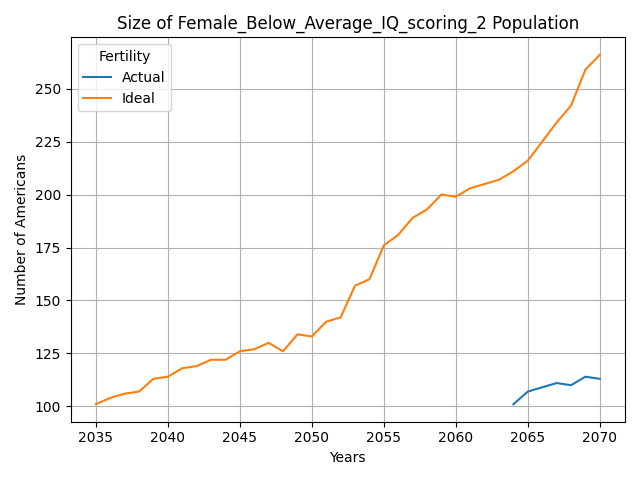 Size of Female_Below_Average_IQ_scoring_2 Population
Fertility
Actual
Ideal
Number of Americans
250
225
200
175
150
125
100
2035 2040 2045 2050 2055 2060 2065 2070
Years